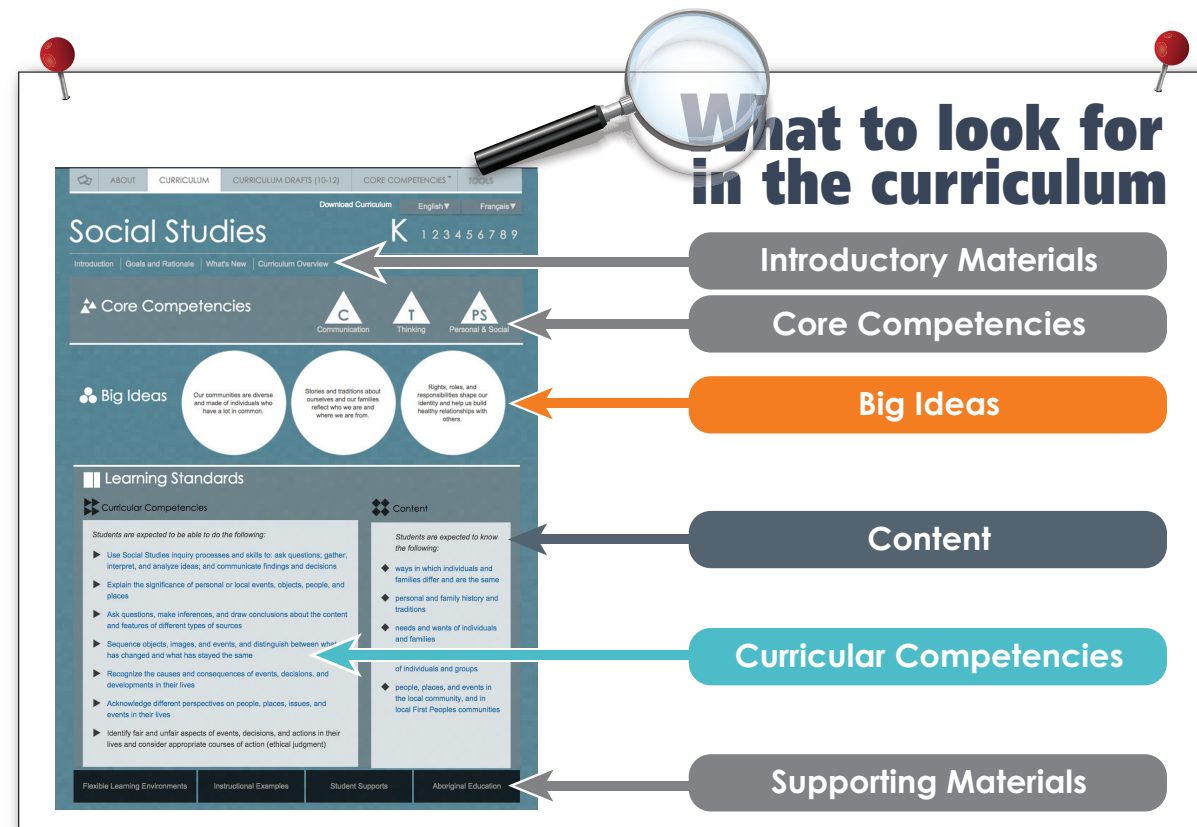 What to look for
in the curriculum
ABOUT CURRICULUM CURRICULUM DRAFTS (10-12) CORE COMPETENCIES TOOLS
Download Curriculum English▼ Français▼
Social Studies K 1 2 3 4 5 6 7 8 9
Introduction Goals and Rationale What's New Curriculum Overview
Introductory Materials
Core Competencies
C T PS
Communication Thinking Personal & Social
Core Competencies
Big Ideas
Our communities are diverse
and made of individuals who
have a lot in common.
Stories and traditions about
ourselves and our families
reflect who we are and
where we are from.
Rights, roles, and
responsibilities shape our
identity and help us build
healthy relationships with
others.
Big Ideas
Learning Standards
Curricular Competencies
Students are expected to be able to do the following:
Use Social Studies inquiry processes and skills to: ask questions; gather,
interpret, and analyze ideas; and communicate findings and decisions
Explain the significance of personal or local events, objects, people, and
places
Ask questions, make inferences, and draw conclusions about the content
and features of different types of sources
Sequence objects, images, and events, and distinguish between what
has changed and what has stayed the same
Recognize the causes and consequences of events, decisions, and
developments in their lives
Acknowledge different perspectives on people, places, issues, and
events in their lives
Identify fair and unfair aspects of events, decisions, and actions in their
lives and consider appropriate courses of action (ethical judgment)
Content
Students are expected to know
the following:
ways in which individuals and
families differ and are the same
personal and family history and
traditions
needs and wants of individuals
and families
of individuals and groups
people, places, and events in
the local community, and in
local First Peoples communities
Content
Curricular Competencies
Flexible Learning Environments Instructional Examples Student Supports Aboriginal Education
Supporting Materials